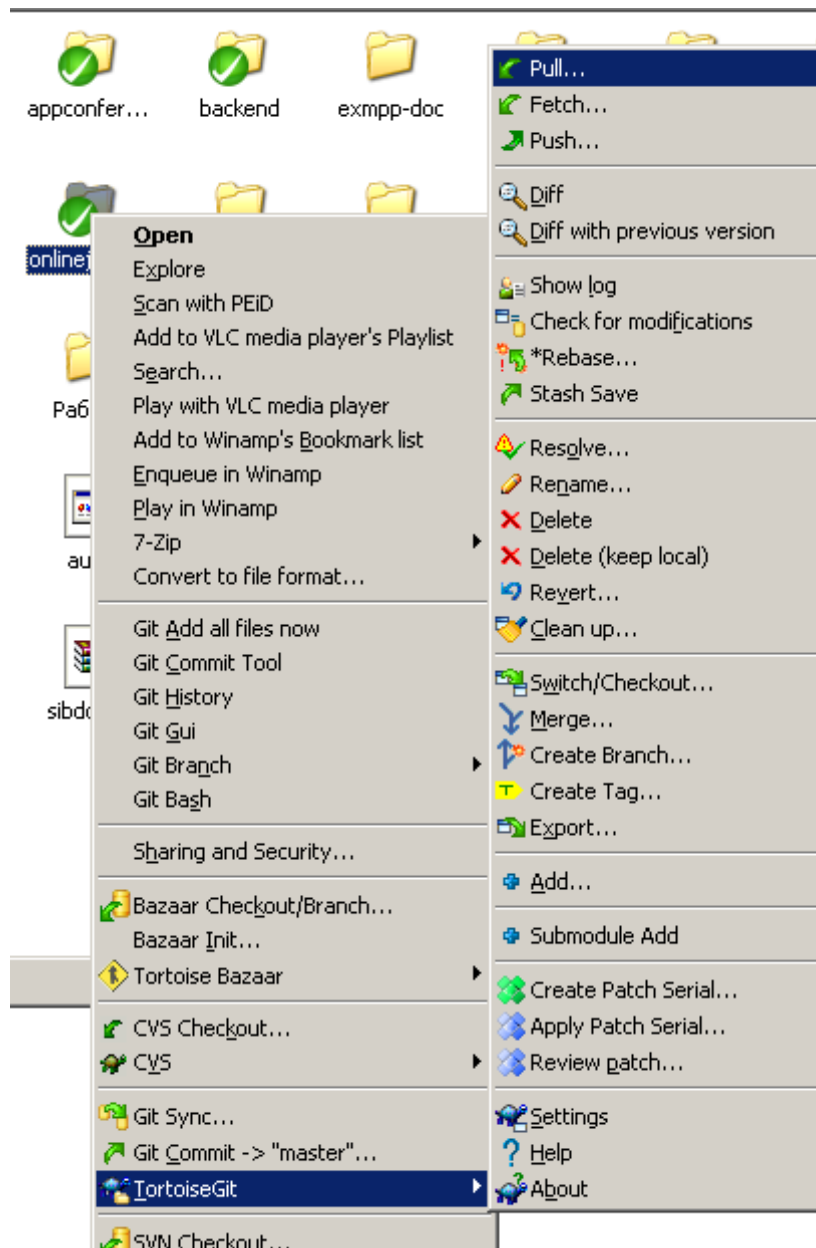 appconfer...
backend
exmpp-doc
onlinej
Раб
au
sibdo
Open
Explore
Scan with PEiD
Add to VLC media player's Playlist
Search...
Play with VLC media player
Add to Winamp's Bookmark list
Enqueue in Winamp
Play in Winamp
7-Zip
Convert to file format...
Git Add all files now
Git Commit Tool
Git History
Git Gui
Git Branch
Git Bash
Sharing and Security...
Bazaar Checkout/Branch...
Bazaar Init...
Tortoise Bazaar
CVS Checkout...
CVS
Git Sync...
Git Commit -> "master"...
TortoiseGit
SVN Checkout...
Pull...
Fetch...
Push...
Diff
Diff with previous version
Show log
Check for modifications
*Rebase...
Stash Save
Resolve...
Rename...
Delete
Delete (keep local)
Revert...
Clean up...
Switch/Checkout...
Merge...
Create Branch...
Create Tag...
Export...
Add...
Submodule Add
Create Patch Serial...
Apply Patch Serial...
Review patch...
Settings
Help
About